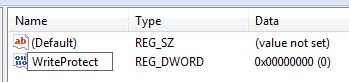 Name Type Data
(Default) REG_SZ (value not set)
WriteProtect REG_DWORD 0x00000000 (0)